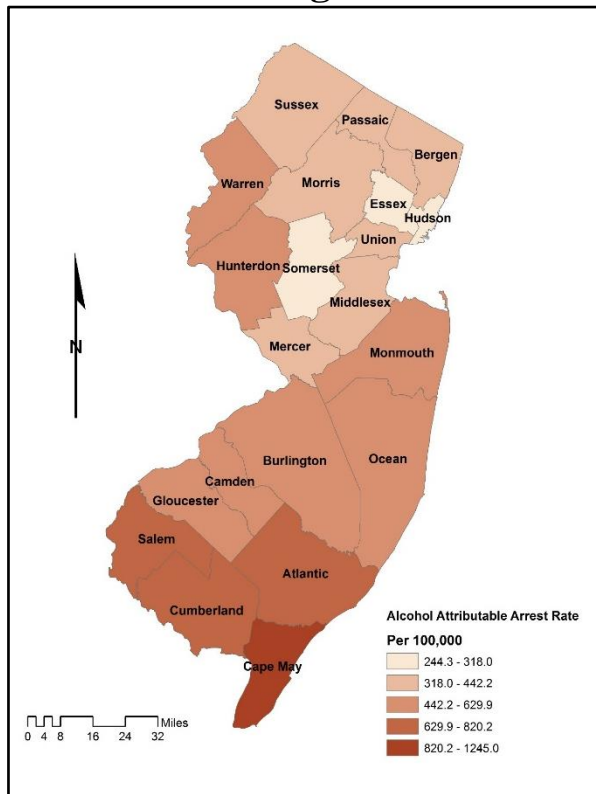 Sussex
Passaic
Bergen
Warren
Morris
Essex
Hudson
Union
Hunterdon
Somerset
Middlesex
Mercer
N
Monmouth
Ocean
Burlington
Camden
Gloucester
Salem
Atlantic
Cumberland
Cape May
Alcohol Attributable Arrest Rate
Per 100,000
244.3 - 318.0
318.0 - 442.2
442.2 - 629.9
629.9 - 820.2
820.2 - 1245.0
Miles
0 4 8 16 24 32